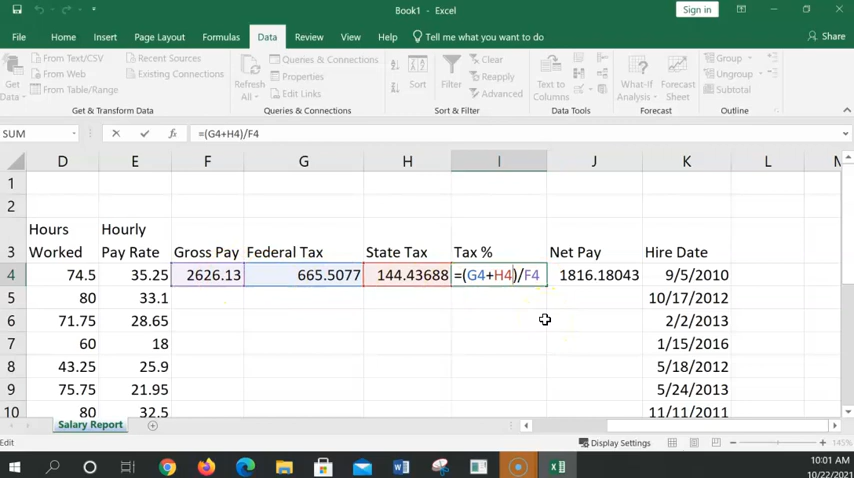 Book1 - Excel
Sign in
File Home Insert Page Layout Formulas Data Review View Help Tell me what you want to do Share
Get Data
From Text/CSV
From Web
From Table/Range
Recent Sources
Existing Connections
Refresh All
Queries & Connections
Properties
Edit Links
Sort
Filter
Clear
Reapply
Advanced
Text to Columns
What-If Analysis
Forecast Sheet
Group
Ungroup
Subtotal
Get & Transform Data Queries & Connections Sort & Filter Data Tools Forecast Outline
SUM =(G4+H4)/F4
D E F G H I J K L M
1
2
Hours Hourly
3 Worked Pay Rate Gross Pay Federal Tax State Tax Tax % Net Pay Hire Date
4 74.5 35.25 2626.13 665.5077 144.43688 =(G4+H4)/F4 1816.18043 9/5/2010
5 80 33.1 10/17/2012
6 71.75 28.65 2/2/2013
7 60 18 1/15/2016
8 43.25 25.9 5/18/2012
9 75.75 21.95 5/24/2013
10 80 32.5 11/11/2011
Salary Report
Edit Display Settings 145%
10:01 AM
10/22/2021